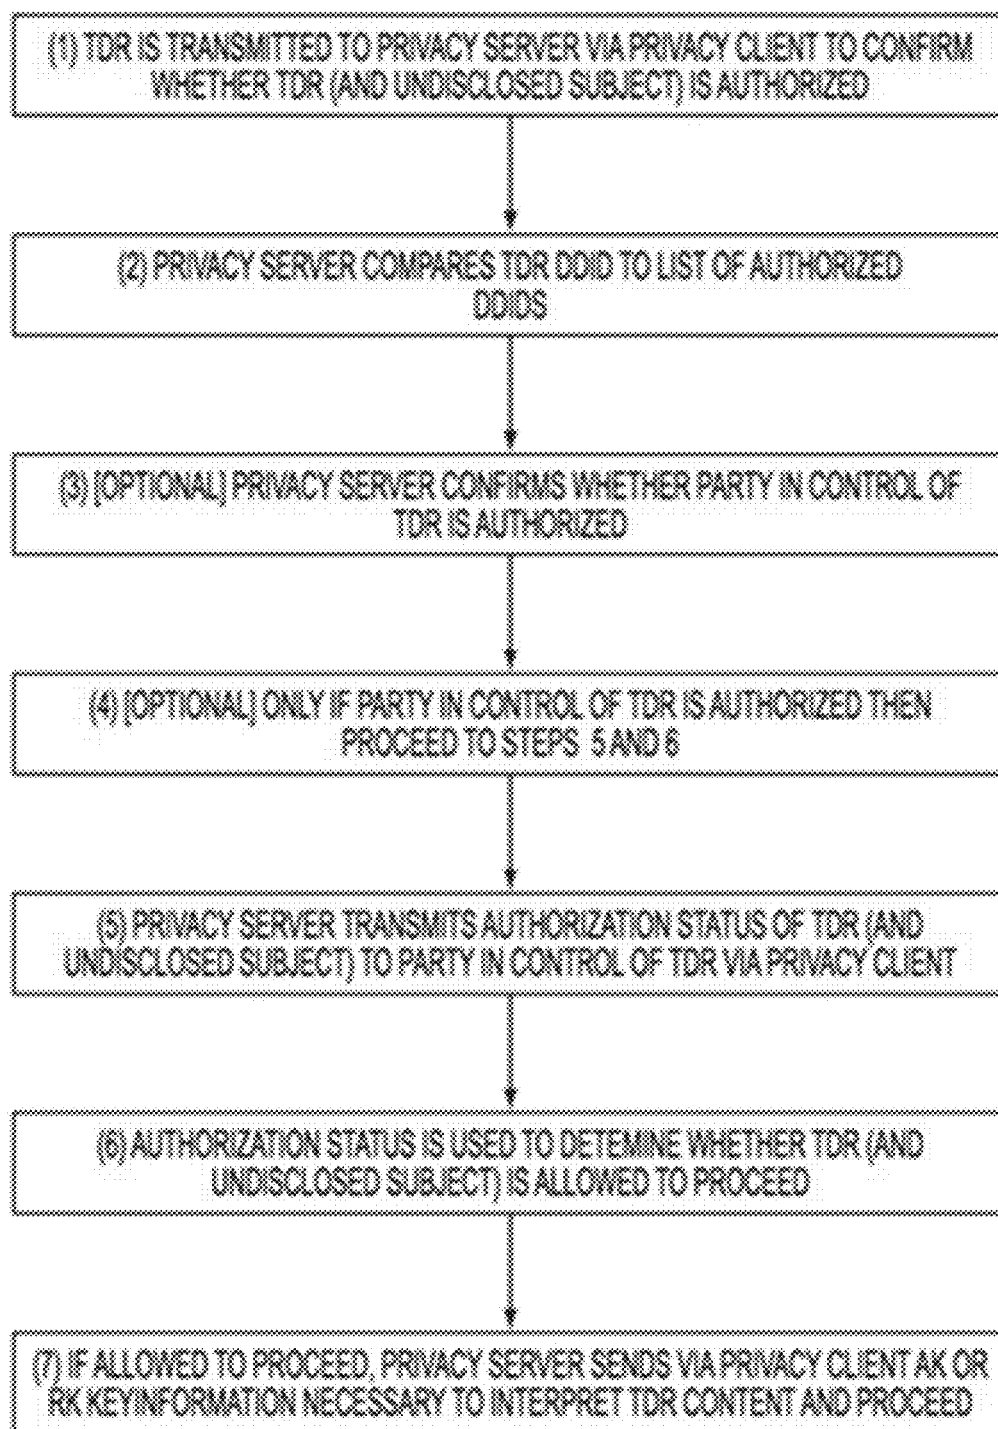 (1) TDR IS TRANSMITTED TO PRIVACY SERVER VIA PRIVACY CLIENT TO CONFIRM
WHETHER TDR (AND UNDISCLOSED SUBJECT) IS AUTHORIZED
(2) PRIVACY SERVER COMPARES TDR DDID TO LIST OF AUTHORIZED
DDIDS
(3) [OPTIONAL] PRIVACY SERVER CONFIRMS WHETHER PARTY IN CONTROL OF
TDR IS AUTHORIZED
(4) [OPTIONAL] ONLY IF PARTY IN CONTROL OF TDR IS AUTHORIZED THEN
PROCEED TO STEPS 5 AND 6
(5) PRIVACY SERVER TRANSMITS AUTHORIZATION STATUS OF TDR (AND
UNDISCLOSED SUBJECT) TO PARTY IN CONTROL OF TDR VIA PRIVACY CLIENT
(6) AUTHORIZATION STATUS IS USED TO DETEMINE WHETHER TDR (AND
UNDISCLOSED SUBJECT) IS ALLOWED TO PROCEED
(7) IF ALLOWED TO PROCEED, PRIVACY SERVER SENDS VIA PRIVACY CLIENT AK OR
RK KEYINFORMATION NECESSARY TO INTERPRET TDR CONTENT AND PROCEED